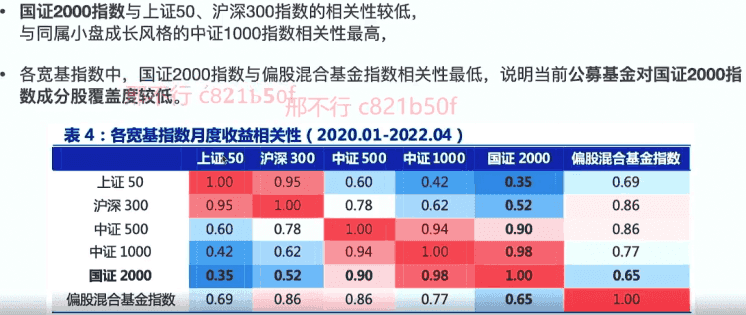 • 国证2000指数与上证50、沪深300指数的相关性较低，
与同属小盘成长风格的中证1000指数相关性最高，
• 各宽基指数中，国证2000指数与偏股混合基金指数相关性最低，说明当前公募基金对国证2000指
数成分股覆盖度较低。
邢不行 c821b50f
邢不行 c821b50f
表 4：各宽基指数月度收益相关性（2020.01-2022.04）
上证 50 沪深 300 中证 500 中证 1000 国证 2000 偏股混合基金指数
上证 50 1.00 0.95 0.60 0.42 0.35 0.69
沪深 300 0.95 1.00 0.78 0.62 0.52 0.86
中证 500 0.60 0.78 1.00 0.94 0.90 0.86
中证 1000 0.42 0.62 0.94 1.00 0.98 0.77
国证 2000 0.35 0.52 0.90 0.98 1.00 0.65
偏股混合基金指数 0.69 0.86 0.86 0.77 0.65 1.00